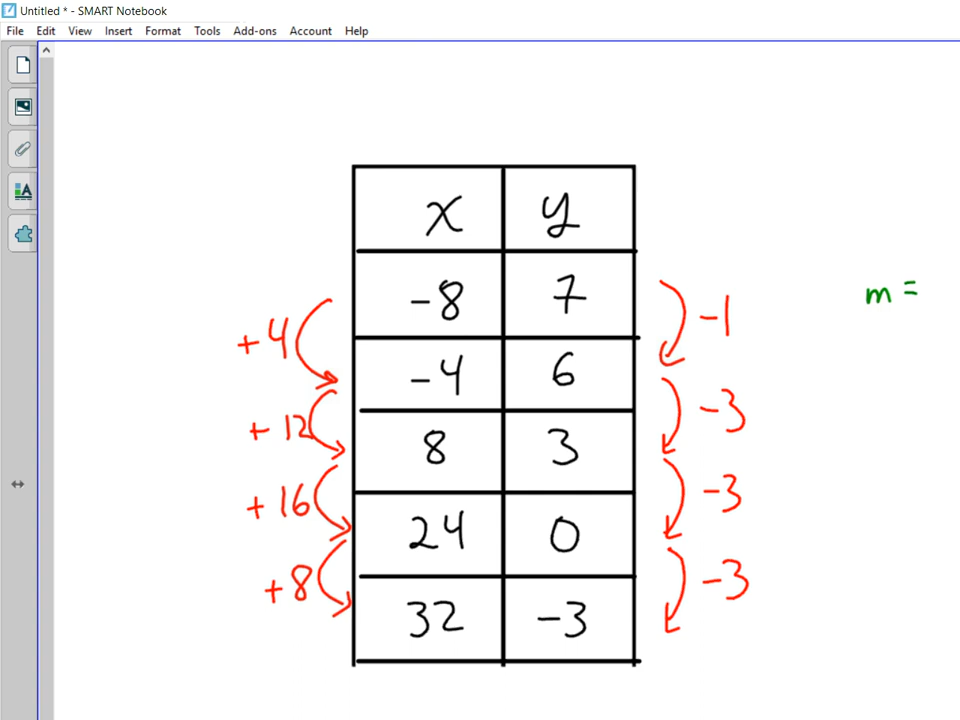 Untitled * - SMART Notebook
File Edit View Insert Format Tools Add-ons Account Help
x y
-8 7
m =
+4 -1
-4 6
+12 -3
8 3
+16 -3
24 0
+8 -3
32 -3